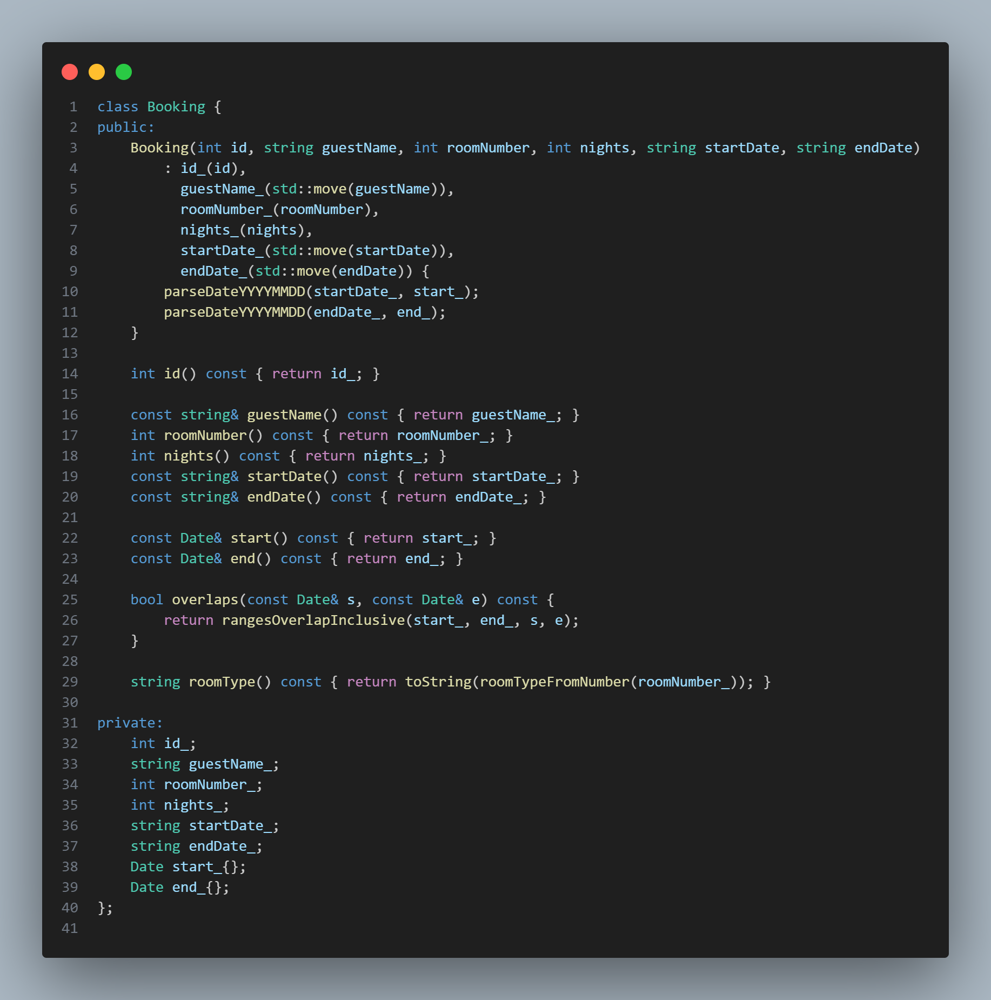 1 class Booking {
2 public:
3     Booking(int id, string guestName, int roomNumber, int nights, string startDate, string endDate)
4         : id_(id),
5           guestName_(std::move(guestName)),
6           roomNumber_(roomNumber),
7           nights_(nights),
8           startDate_(std::move(startDate)),
9           endDate_(std::move(endDate)) {
10         parseDateYYYYMMDD(startDate_, start_);
11         parseDateYYYYMMDD(endDate_, end_);
12     }
13
14     int id() const { return id_; }
15
16     const string& guestName() const { return guestName_; }
17     int roomNumber() const { return roomNumber_; }
18     int nights() const { return nights_; }
19     const string& startDate() const { return startDate_; }
20     const string& endDate() const { return endDate_; }
21
22     const Date& start() const { return start_; }
23     const Date& end() const { return end_; }
24
25     bool overlaps(const Date& s, const Date& e) const {
26         return rangesOverlapInclusive(start_, end_, s, e);
27     }
28
29     string roomType() const { return toString(roomTypeFromNumber(roomNumber_)); }
30
31 private:
32     int id_;
33     string guestName_;
34     int roomNumber_;
35     int nights_;
36     string startDate_;
37     string endDate_;
38     Date start_{};
39     Date end_{};
40 };
41